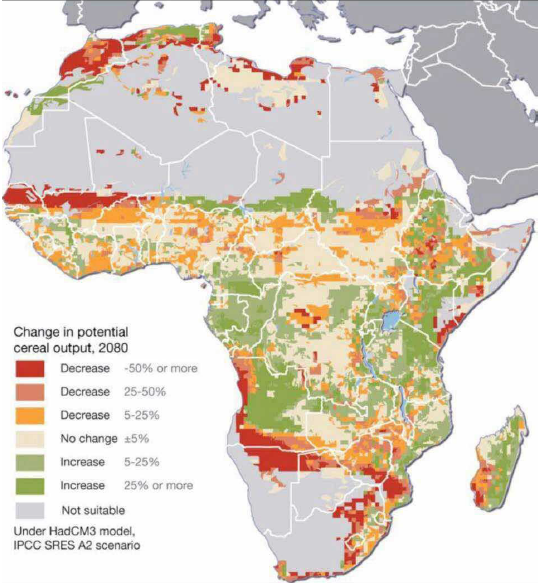 Change in potential
cereal output, 2080
Decrease -50% or more
Decrease 25-50%
Decrease 5-25%
No change ±5%
Increase 5-25%
Increase 25% or more
Not suitable
Under HadCM3 model,
IPCC SRES A2 scenario